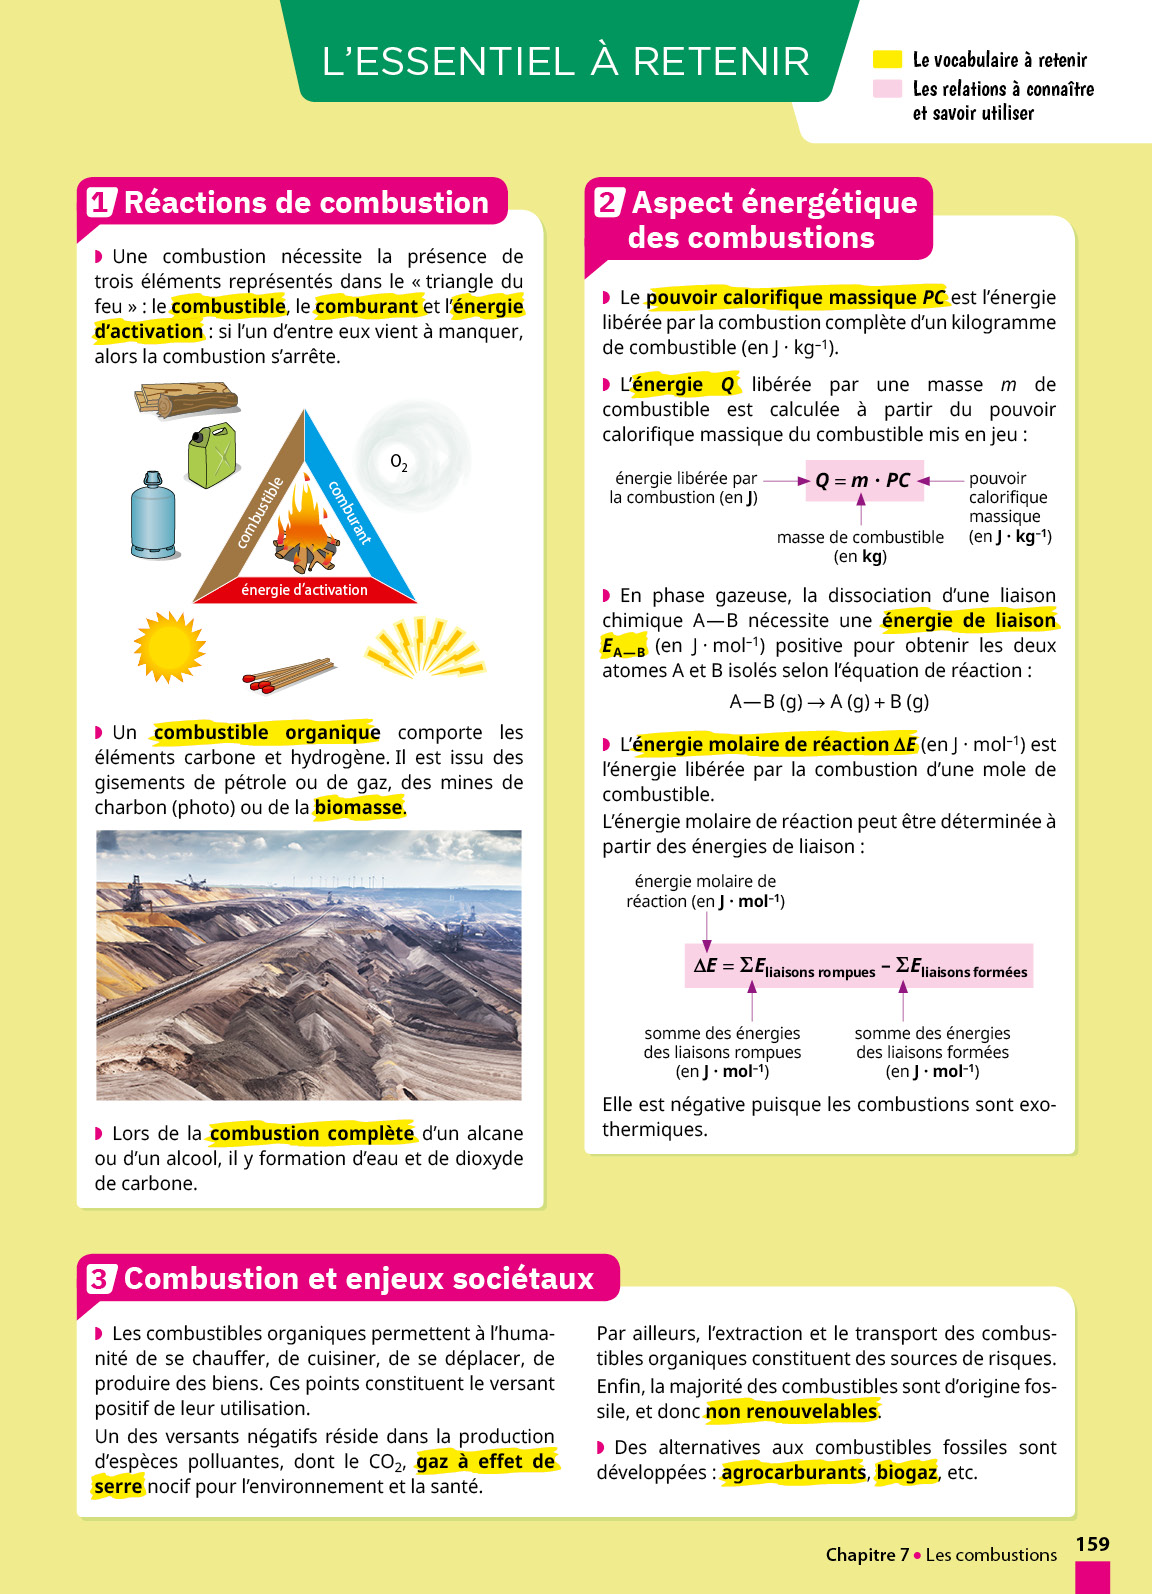 L'ESSENTIEL À RETENIR
Le vocabulaire à retenir
Les relations à connaître
et savoir utiliser
1 Réactions de combustion
Une combustion nécessite la présence de
trois éléments représentés dans le « triangle du
feu » : le combustible, le comburant et l'énergie
d'activation : si l'un d'entre eux vient à manquer,
alors la combustion s'arrête.
O₂
combustible
comburant
énergie d'activation
Un combustible organique comporte les
éléments carbone et hydrogène. Il est issu des
gisements de pétrole ou de gaz, des mines de
charbon (photo) ou de la biomasse.
Lors de la combustion complète d'un alcane
ou d'un alcool, il y formation d'eau et de dioxyde
de carbone.
2 Aspect énergétique
des combustions
Le pouvoir calorifique massique PC est l'énergie
libérée par la combustion complète d'un kilogramme
de combustible (en J · kg⁻¹).
L'énergie Q libérée par une masse m de
combustible est calculée à partir du pouvoir
calorifique massique du combustible mis en jeu :
énergie libérée par
la combustion (en J)
Q = m · PC
pouvoir
calorifique
massique
(en J · kg⁻¹)
masse de combustible
(en kg)
En phase gazeuse, la dissociation d'une liaison
chimique A—B nécessite une énergie de liaison
E A—B (en J · mol⁻¹) positive pour obtenir les deux
atomes A et B isolés selon l'équation de réaction :
A—B (g) → A (g) + B (g)
L'énergie molaire de réaction ΔE (en J · mol⁻¹) est
l'énergie libérée par la combustion d'une mole de
combustible.
L'énergie molaire de réaction peut être déterminée à
partir des énergies de liaison :
énergie molaire de
réaction (en J · mol⁻¹)
ΔE = ΣE liaisons rompues – ΣE liaisons formées
somme des énergies
des liaisons rompues
(en J · mol⁻¹)
somme des énergies
des liaisons formées
(en J · mol⁻¹)
Elle est négative puisque les combustions sont exo-
thermiques.
3 Combustion et enjeux sociétaux
Les combustibles organiques permettent à l'huma-
nité de se chauffer, de cuisiner, de se déplacer, de
produire des biens. Ces points constituent le versant
positif de leur utilisation.
Un des versants négatifs réside dans la production
d'espèces polluantes, dont le CO₂, gaz à effet de
serre nocif pour l'environnement et la santé.
Par ailleurs, l'extraction et le transport des combus-
tibles organiques constituent des sources de risques.
Enfin, la majorité des combustibles sont d'origine fos-
sile, et donc non renouvelables.
Des alternatives aux combustibles fossiles sont
développées : agrocarburants, biogaz, etc.
Chapitre 7 • Les combustions
159